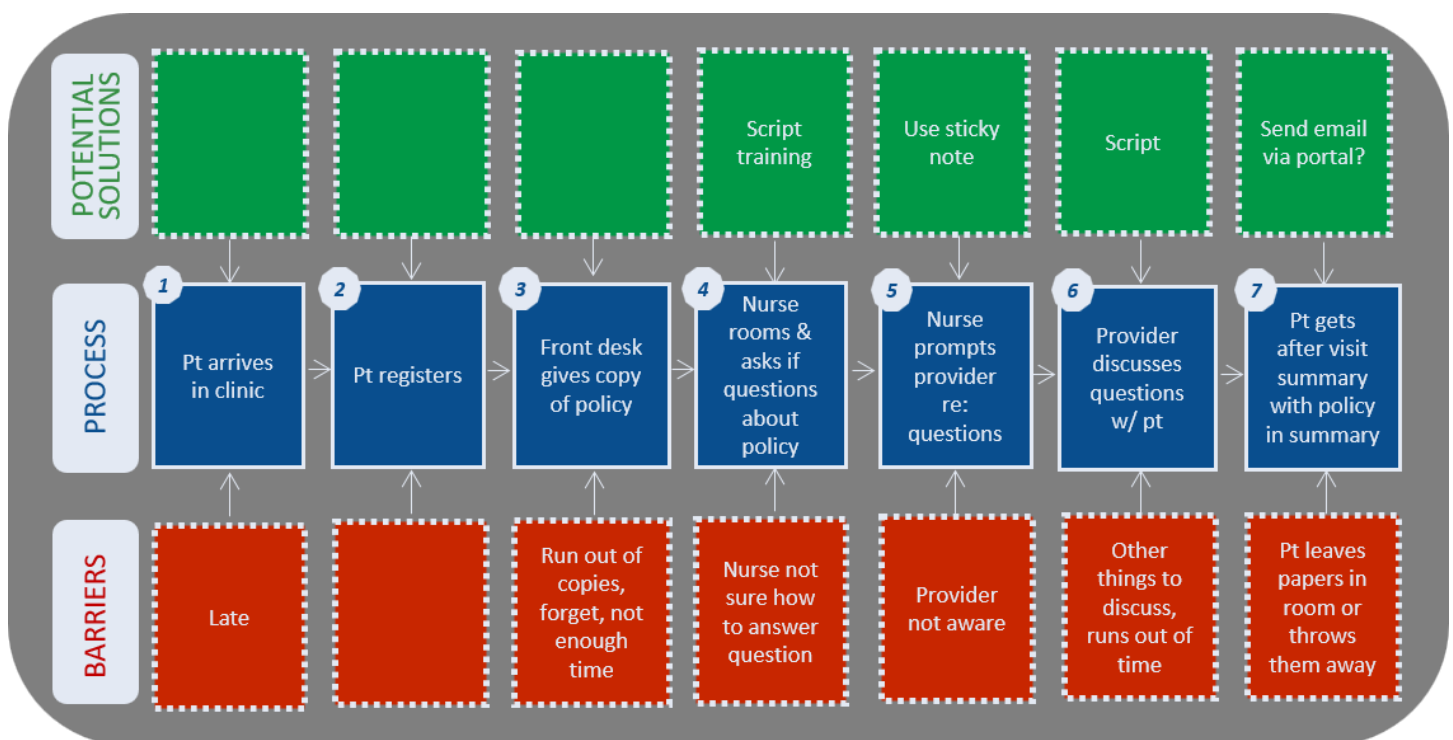 POTENTIAL
SOLUTIONS
Script
training
Use sticky
note
Script
Send email
via portal?
PROCESS
1
Pt arrives
in clinic
2
Pt registers
3
Front desk
gives copy
of policy
4
Nurse
rooms &
asks if
questions
about
policy
5
Nurse
prompts
provider
re:
questions
6
Provider
discusses
questions
w/ pt
7
Pt gets
after visit
summary
with policy
in summary
BARRIERS
Late
Run out of
copies,
forget, not
enough
time
Nurse not
sure how
to answer
question
Provider
not aware
Other
things to
discuss,
runs out of
time
Pt leaves
papers in
room or
throws
them away